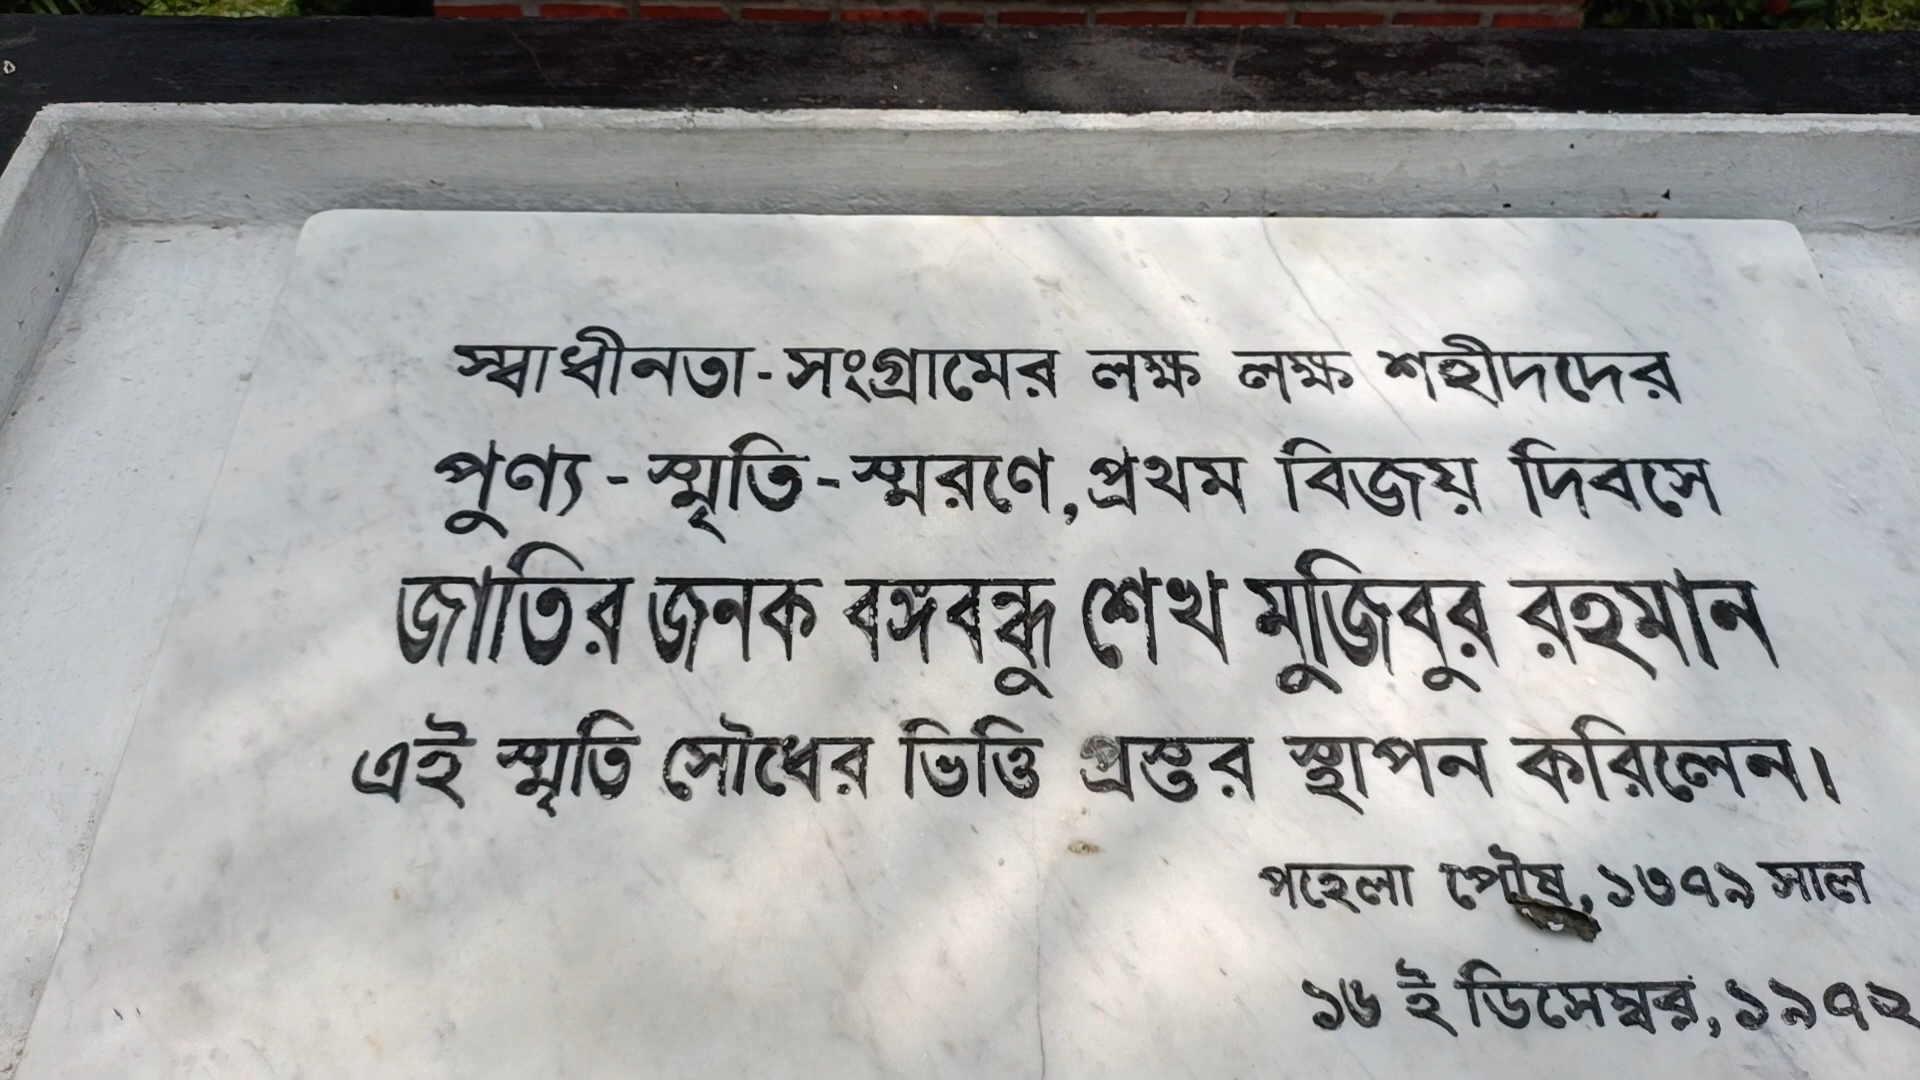 স্বাধীনতা-সংগ্রামের লক্ষ লক্ষ শহীদদের
পুণ্য-স্মৃতি-স্মরণে, প্রথম বিজয় দিবসে
জাতির জনক বঙ্গবন্ধু শেখ মুজিবুর রহমান
এই স্মৃতি সৌধের ভিত্তি প্রস্তর স্থাপন করিলেন।
পহেলা পৌষ, ১৩৭৯ সাল
১৬ ই ডিসেম্বর, ১৯৭২